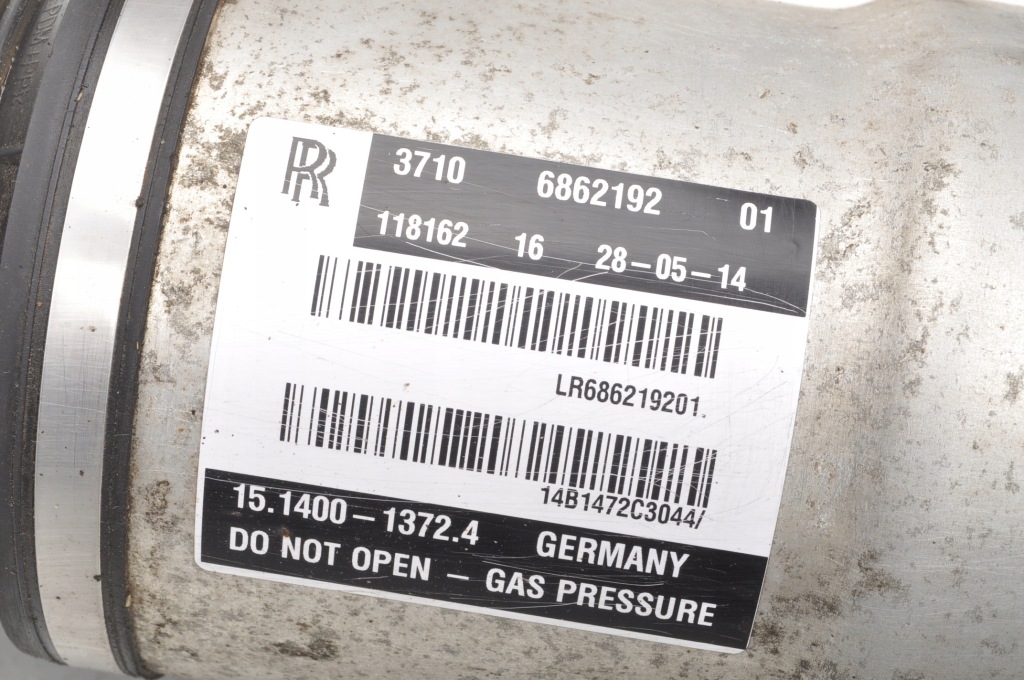 RR
3710 6862192 01
118162 16 28-05-14
LR686219201
14B1472C3044/
15.1400-1372.4 GERMANY
DO NOT OPEN - GAS PRESSURE